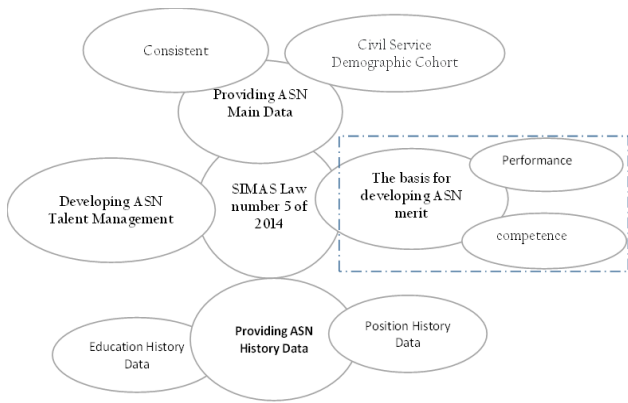 Consistent
Civil Service
Demographic Cohort
Providing ASN
Main Data
SIMAS Law
number 5 of
2014
Developing ASN
Talent Management
The basis for
developing ASN
merit
Performance
competence
Providing ASN
History Data
Education History
Data
Position History
Data